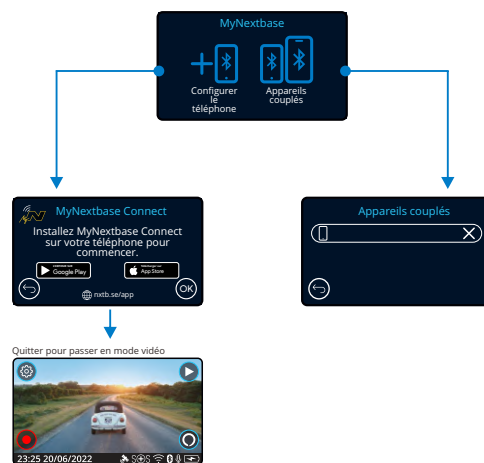 MyNextbase
Configurer
le
téléphone
Appareils
couplés
MyNextbase Connect
Installez MyNextbase Connect
sur votre téléphone pour
commencer.
Google Play
App Store
nxtb.se/app
OK
Appareils couplés
Quitter pour passer en mode vidéo
23:25 20/06/2022
SOS